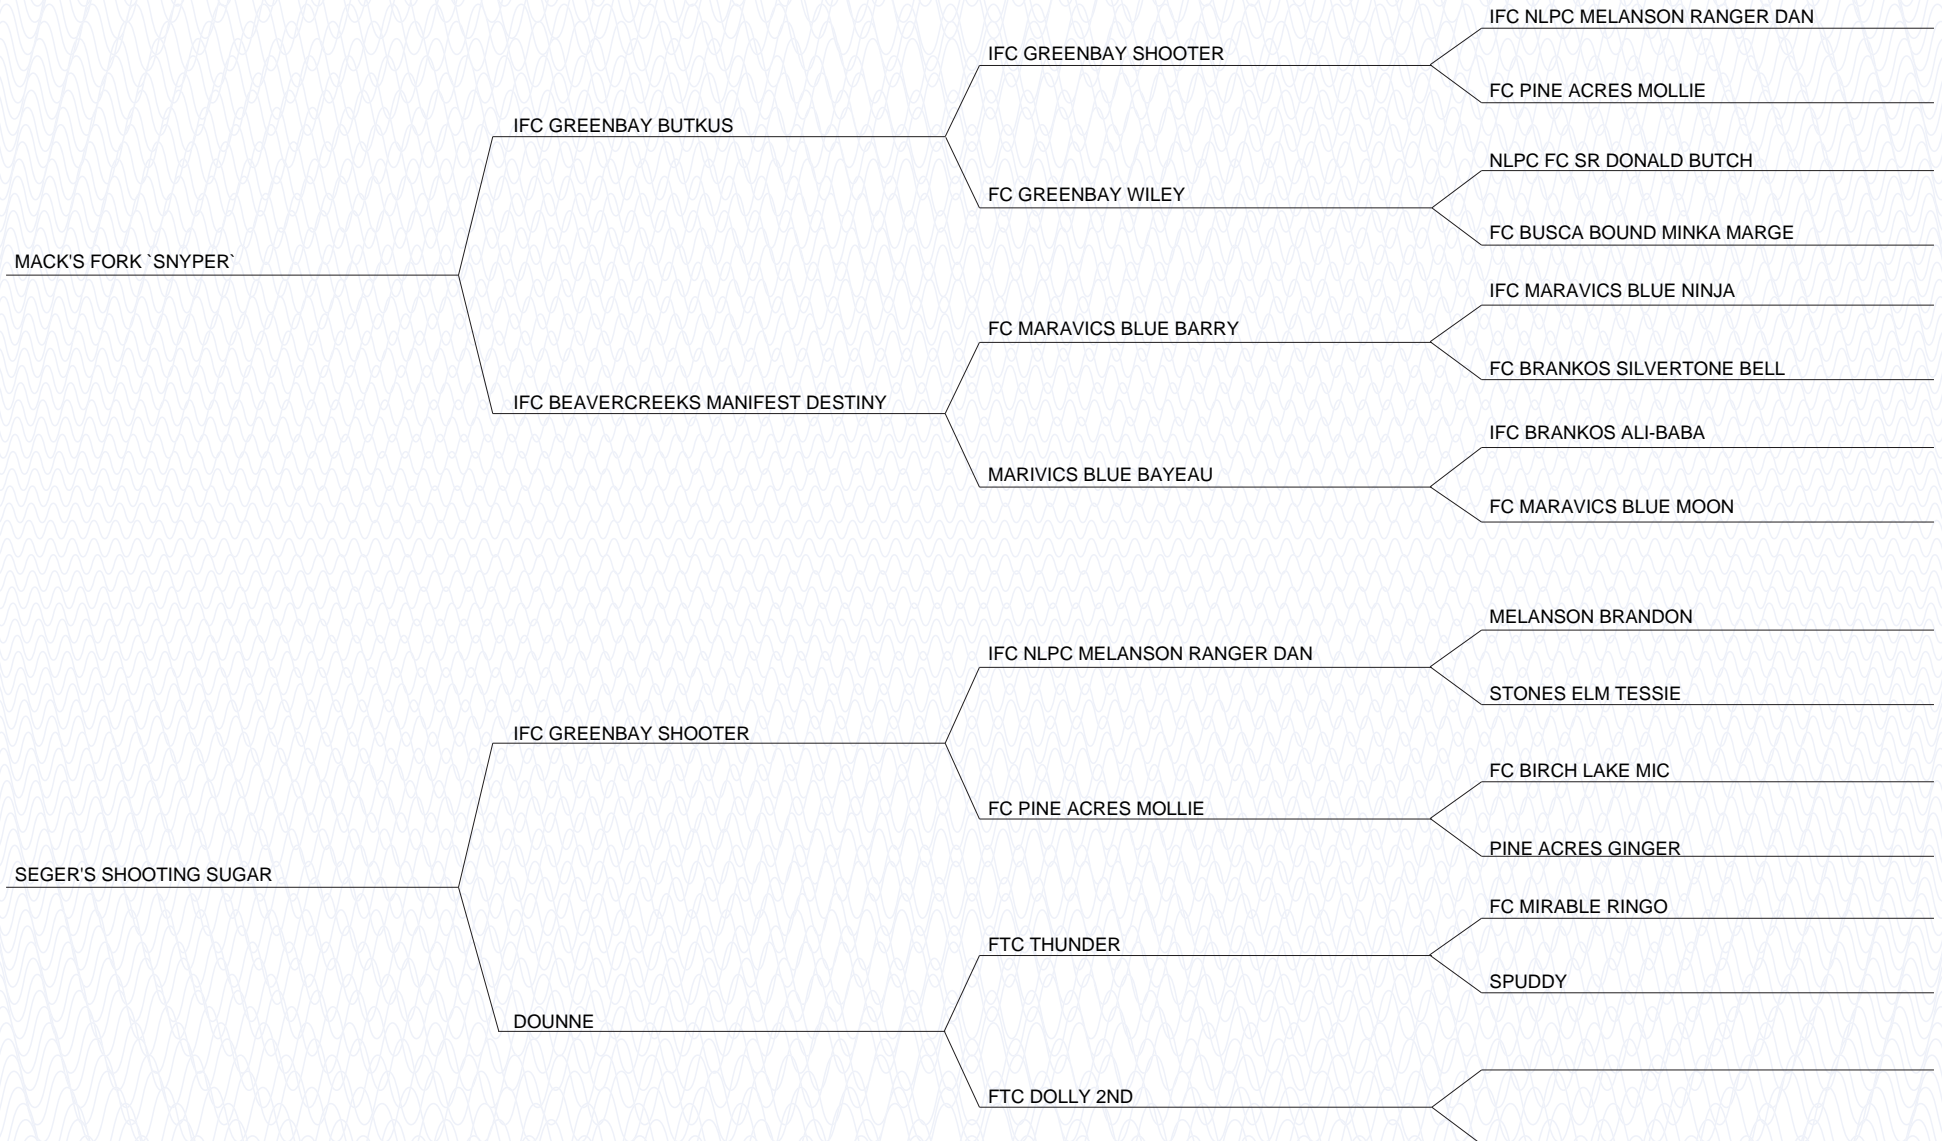 IFC NLPC MELANSON RANGER DAN
IFC GREENBAY SHOOTER
FC PINE ACRES MOLLIE
IFC GREENBAY BUTKUS
NLPC FC SR DONALD BUTCH
FC GREENBAY WILEY
FC BUSCA BOUND MINKA MARGE
MACK'S FORK `SNYPER`
IFC MARAVICS BLUE NINJA
FC MARAVICS BLUE BARRY
FC BRANKOS SILVERTONE BELL
IFC BEAVERCREEKS MANIFEST DESTINY
IFC BRANKOS ALI-BABA
MARIVICS BLUE BAYEAU
FC MARAVICS BLUE MOON
MELANSON BRANDON
IFC NLPC MELANSON RANGER DAN
STONES ELM TESSIE
IFC GREENBAY SHOOTER
FC BIRCH LAKE MIC
FC PINE ACRES MOLLIE
PINE ACRES GINGER
SEGER'S SHOOTING SUGAR
FC MIRABLE RINGO
FTC THUNDER
SPUDDY
DOUNNE
FTC DOLLY 2ND